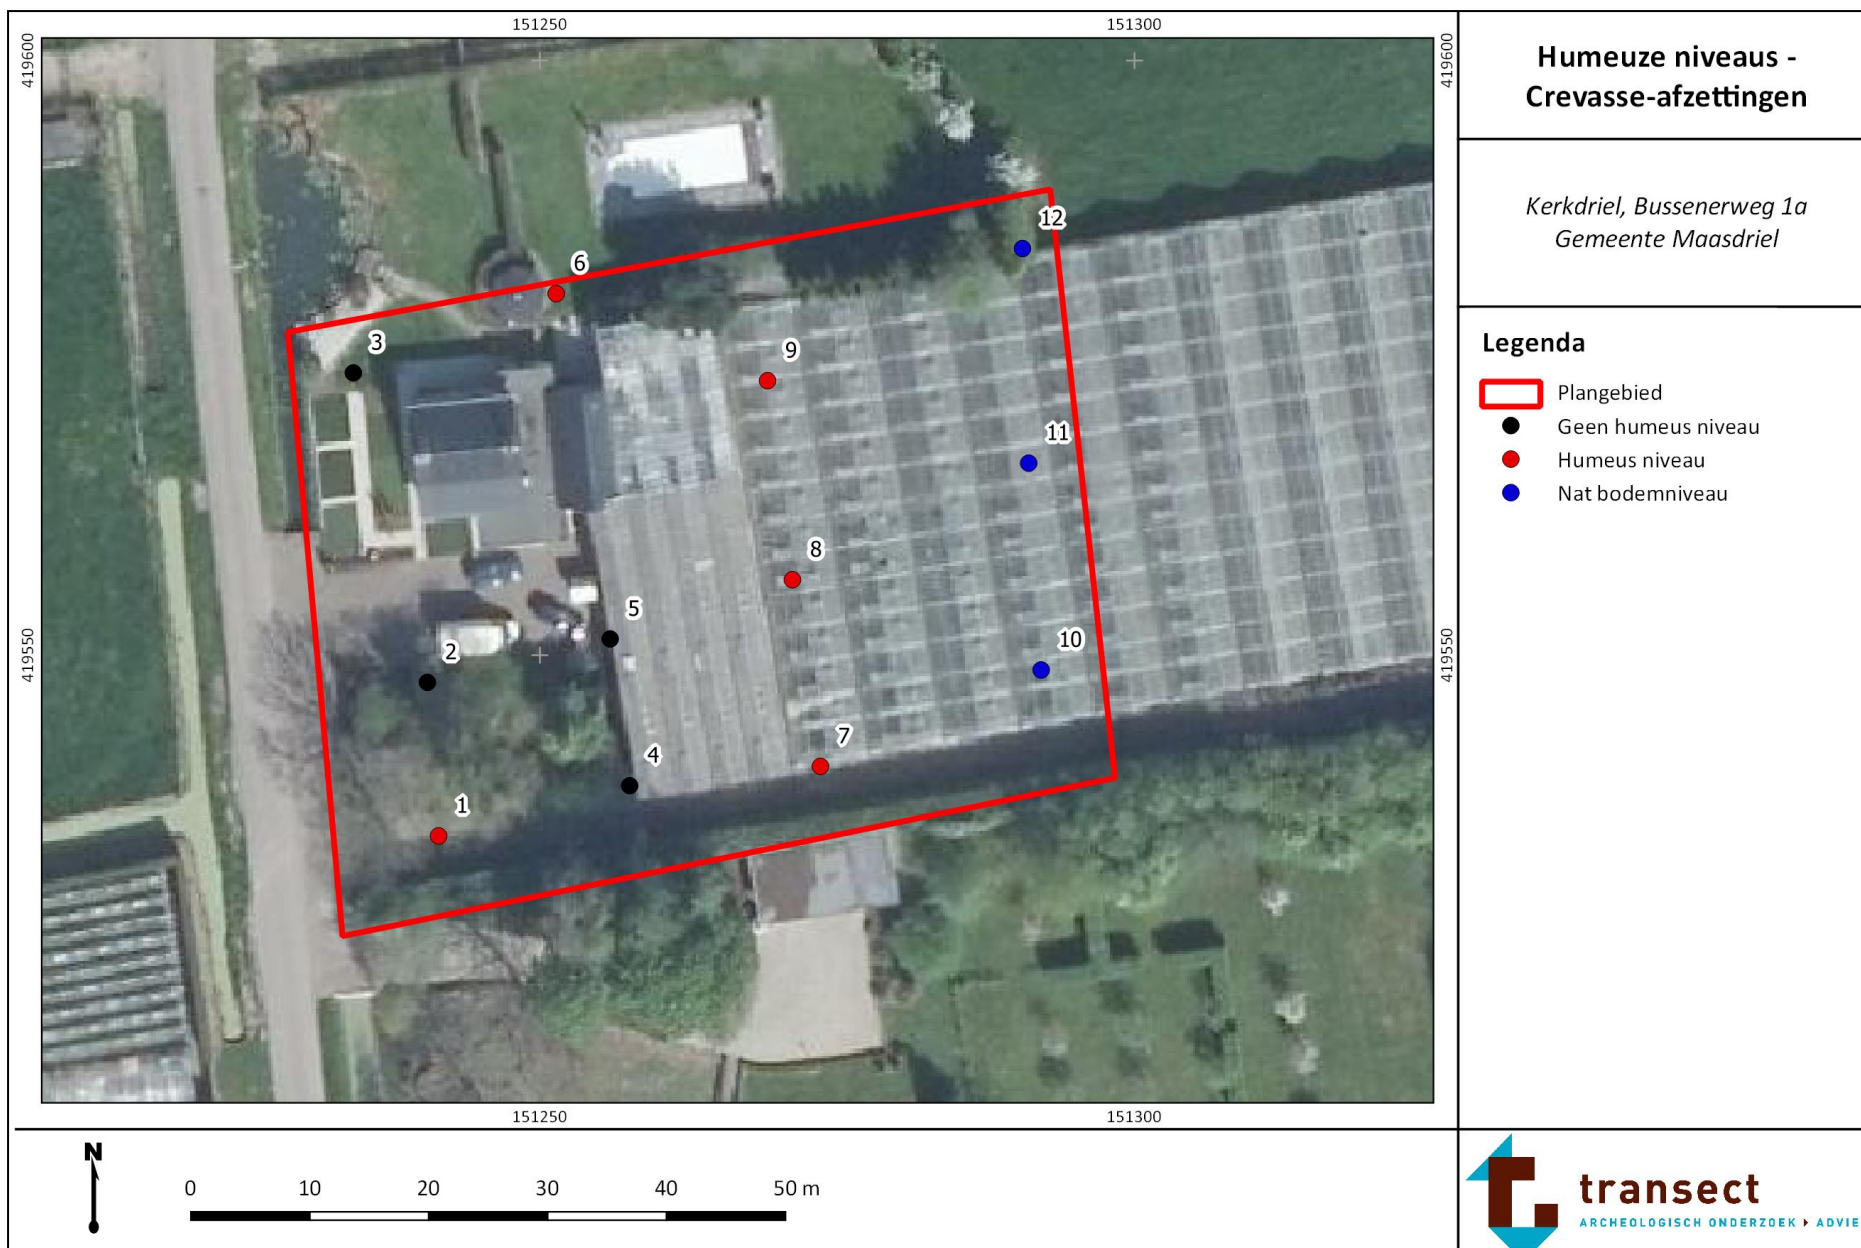 151250
151300
419600
419600
12
6
3
9
11
8
5
10
2
7
4
1
419550
419550
151250
151300
Humeuze niveaus -
Crevasse-afzettingen
Kerkdriel, Bussenerweg 1a
Gemeente Maasdriel
Legenda
Plangebied
Geen humeus niveau
Humeus niveau
Nat bodemniveau
N
0 10 20 30 40 50 m
transect
ARCHEOLOGISCH ONDERZOEK ADVIE